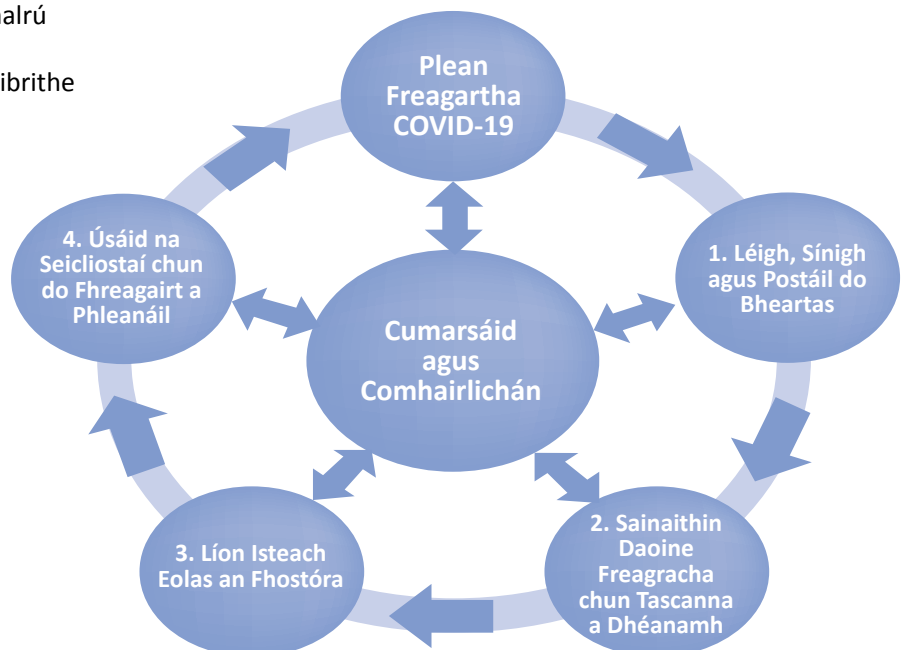 Plean
Freagartha
COVID-19
1. Léigh, Sínigh
agus Postáil do
Bheartas
2. Sainaithin
Daoine
Freagracha
chun Tascanna
a Dhéanamh
3. Líon Isteach
Eolas an Fhostóra
4. Úsáid na
Seicliostaí chun
do Fhreagairt a
Phleanáil
Cumarsáid
agus
Comhairlichán